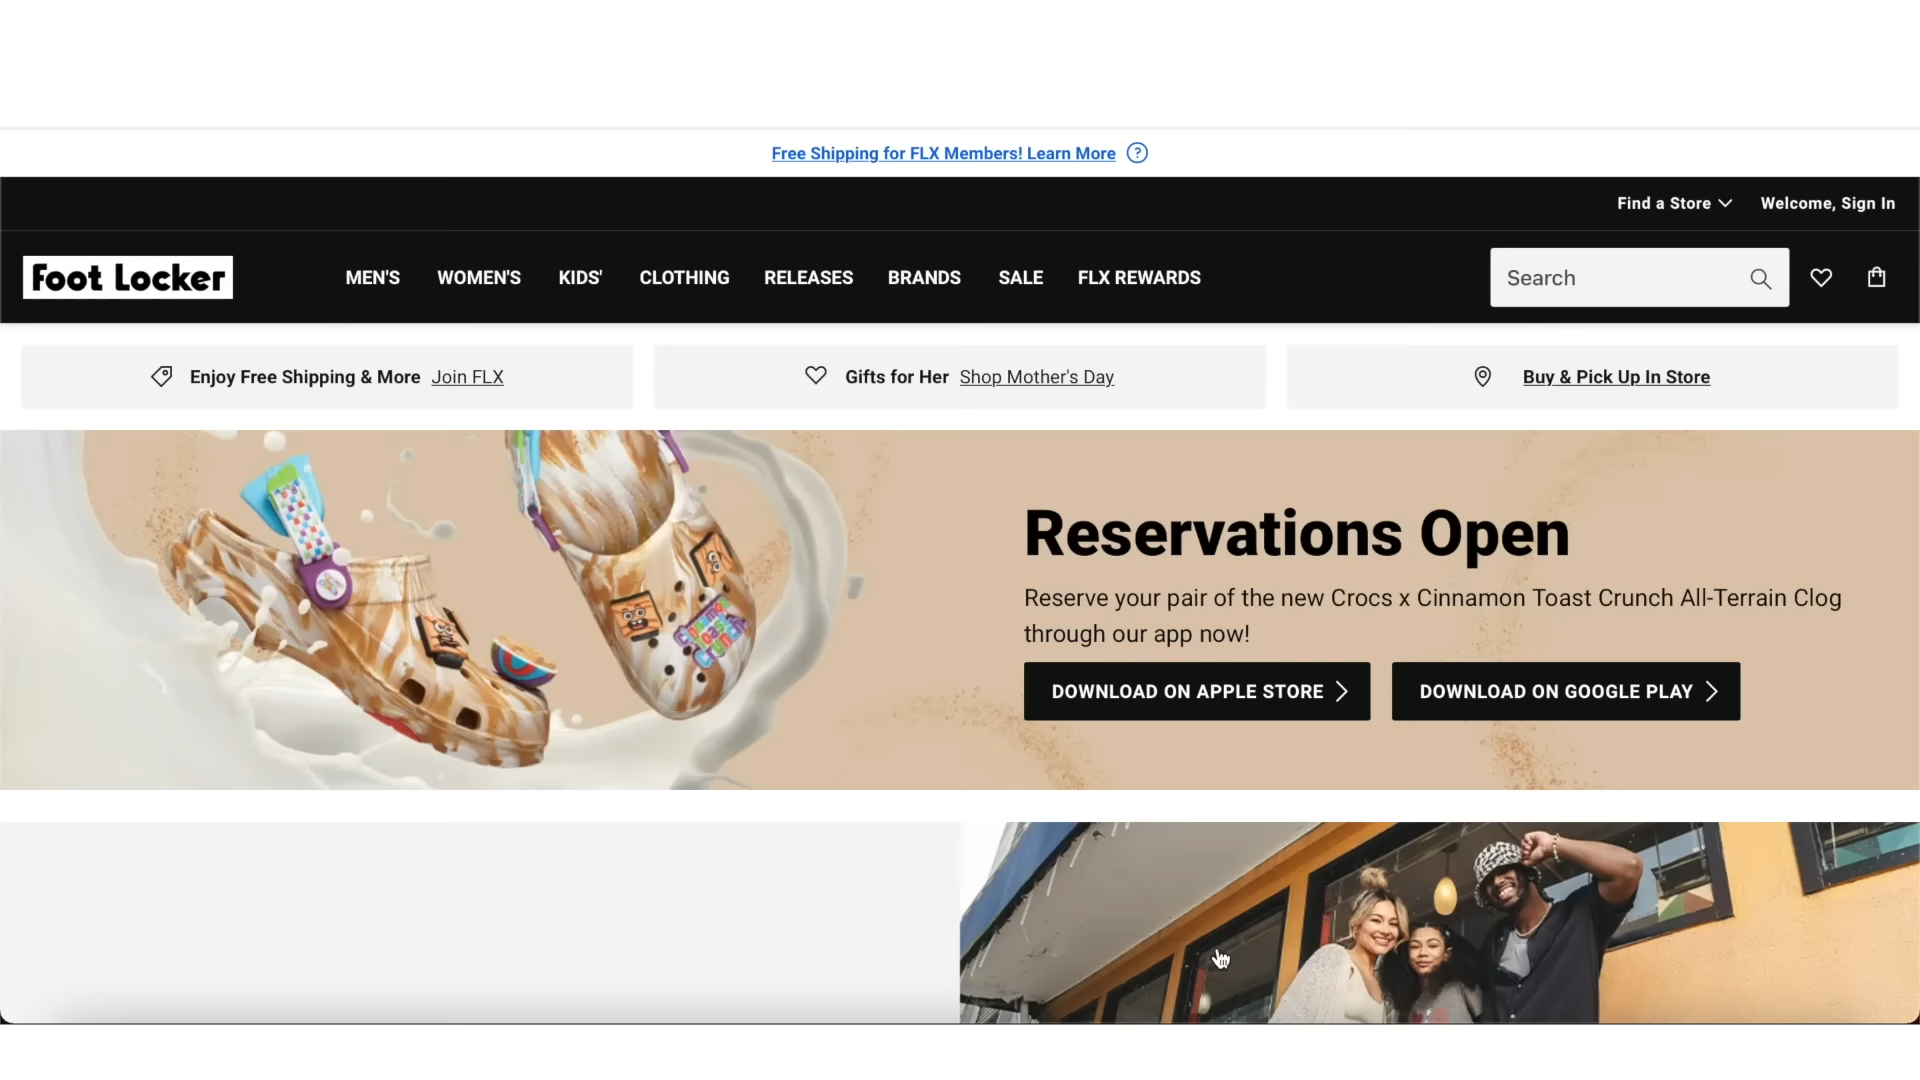 Free Shipping for FLX Members! Learn More ?
Find a Store
Welcome, Sign In
Foot Locker
MEN'S
WOMEN'S
KIDS'
CLOTHING
RELEASES
BRANDS
SALE
FLX REWARDS
Search
Enjoy Free Shipping & More Join FLX
Gifts for Her Shop Mother's Day
Buy & Pick Up In Store
Reservations Open
Reserve your pair of the new Crocs x Cinnamon Toast Crunch All-Terrain Clog
through our app now!
DOWNLOAD ON APPLE STORE
DOWNLOAD ON GOOGLE PLAY